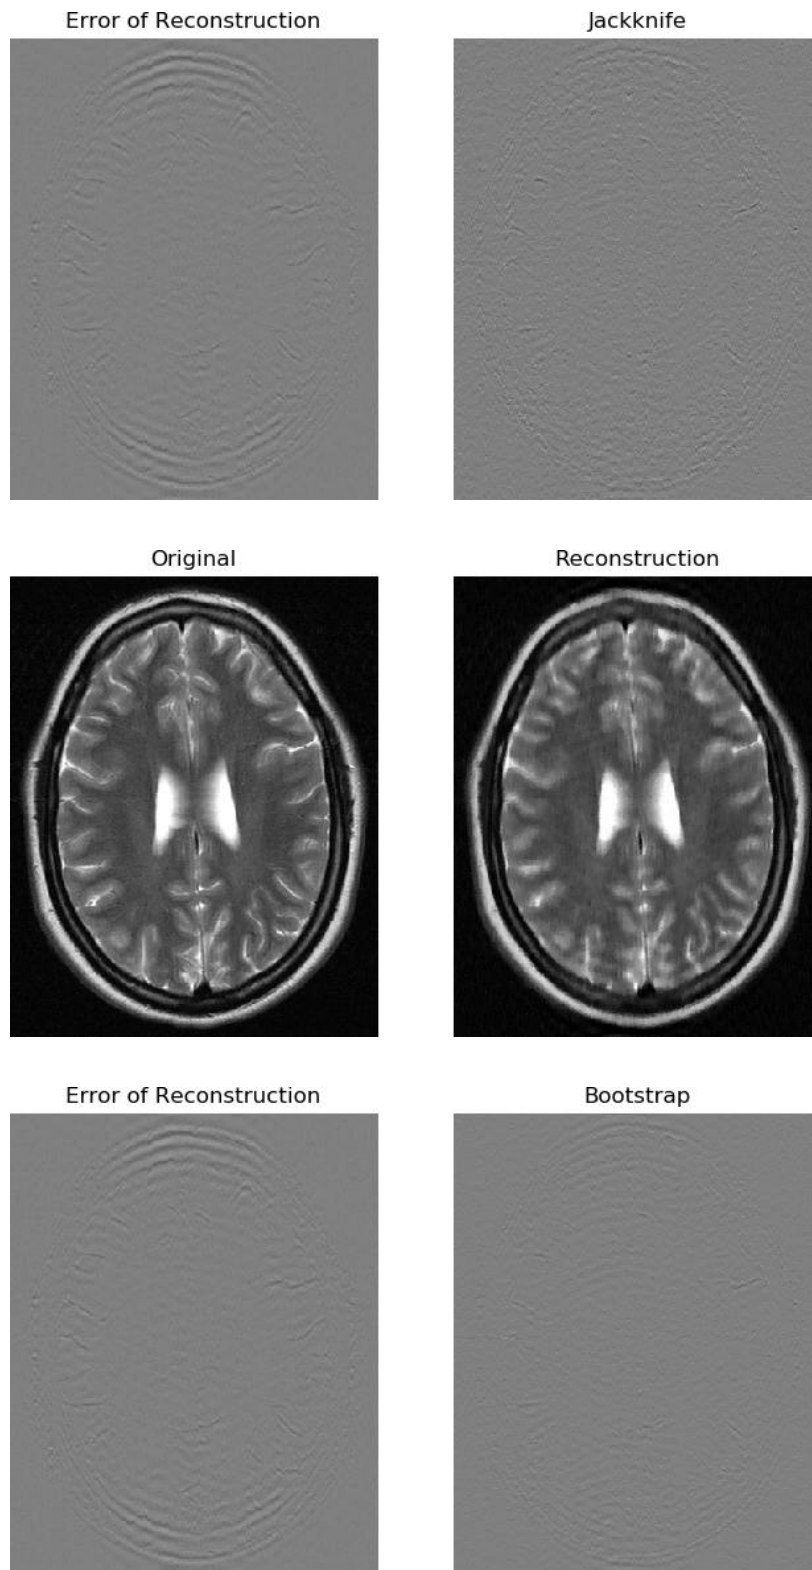 Error of Reconstruction
Jackknife
Original
Reconstruction
Error of Reconstruction
Bootstrap